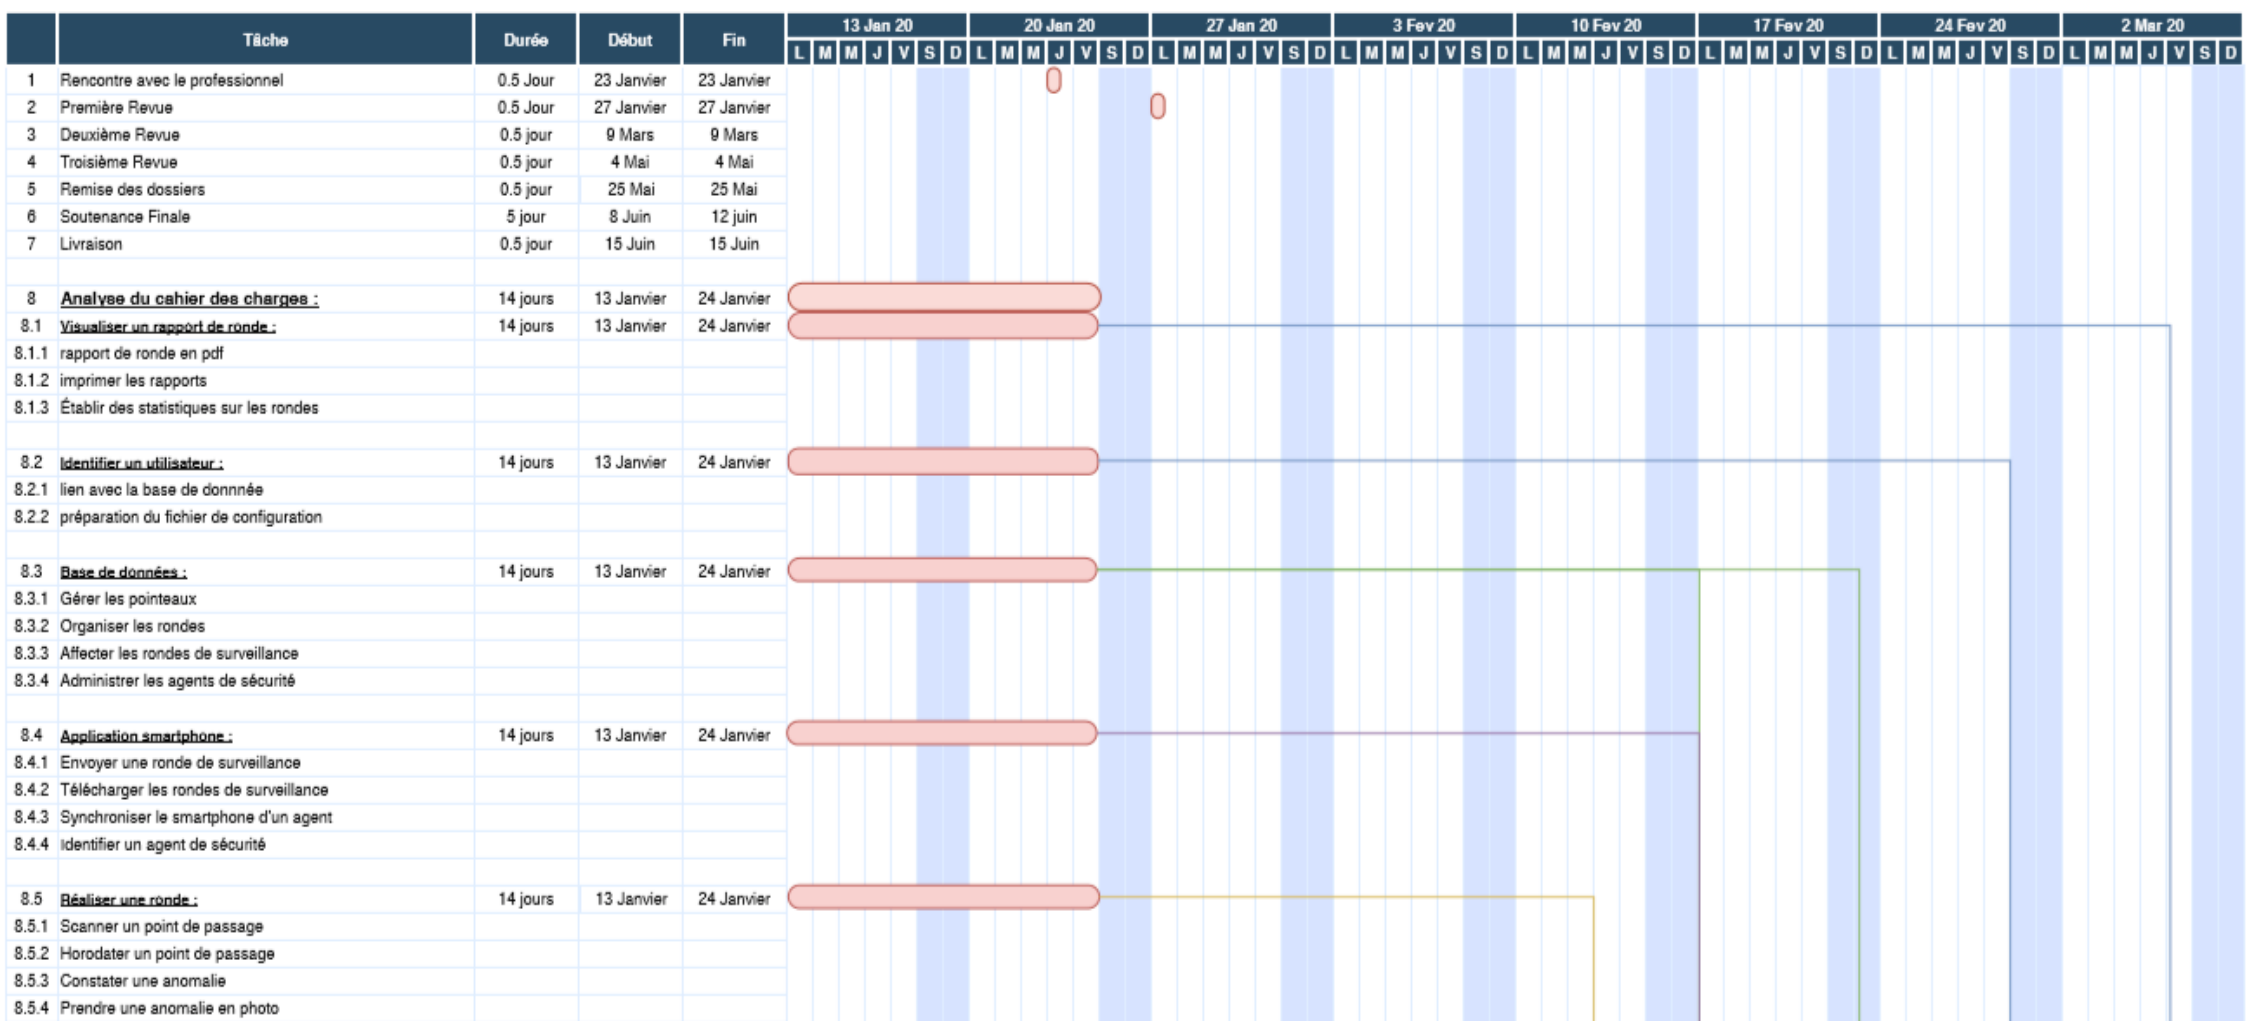 Tâche Durée Début Fin 13 Jan 20 20 Jan 20 27 Jan 20 3 Fev 20 10 Fev 20 17 Fev 20 24 Fev 20 2 Mar 20
L M M J V S D L M M J V S D L M M J V S D L M M J V S D L M M J V S D L M M J V S D L M M J V S D L M M J V S D
1 Rencontre avec le professionnel 0.5 Jour 23 Janvier 23 Janvier
2 Première Revue 0.5 Jour 27 Janvier 27 Janvier
3 Deuxième Revue 0.5 jour 9 Mars 9 Mars
4 Troisième Revue 0.5 jour 4 Mai 4 Mai
5 Remise des dossiers 0.5 jour 25 Mai 25 Mai
6 Soutenance Finale 5 jour 8 Juin 12 juin
7 Livraison 0.5 jour 15 Juin 15 Juin
8 Analyse du cahier des charges : 14 jours 13 Janvier 24 Janvier
8.1 Visualiser un rapport de ronde : 14 jours 13 Janvier 24 Janvier
8.1.1 rapport de ronde en pdf
8.1.2 imprimer les rapports
8.1.3 Établir des statistiques sur les rondes
8.2 Identifier un utilisateur : 14 jours 13 Janvier 24 Janvier
8.2.1 lien avec la base de donnnée
8.2.2 préparation du fichier de configuration
8.3 Base de données : 14 jours 13 Janvier 24 Janvier
8.3.1 Gérer les pointeaux
8.3.2 Organiser les rondes
8.3.3 Affecter les rondes de surveillance
8.3.4 Administrer les agents de sécurité
8.4 Application smartphone : 14 jours 13 Janvier 24 Janvier
8.4.1 Envoyer une ronde de surveillance
8.4.2 Télécharger les rondes de surveillance
8.4.3 Synchroniser le smartphone d'un agent
8.4.4 Identifier un agent de sécurité
8.5 Réaliser une ronde : 14 jours 13 Janvier 24 Janvier
8.5.1 Scanner un point de passage
8.5.2 Horodater un point de passage
8.5.3 Constater une anomalie
8.5.4 Prendre une anomalie en photo